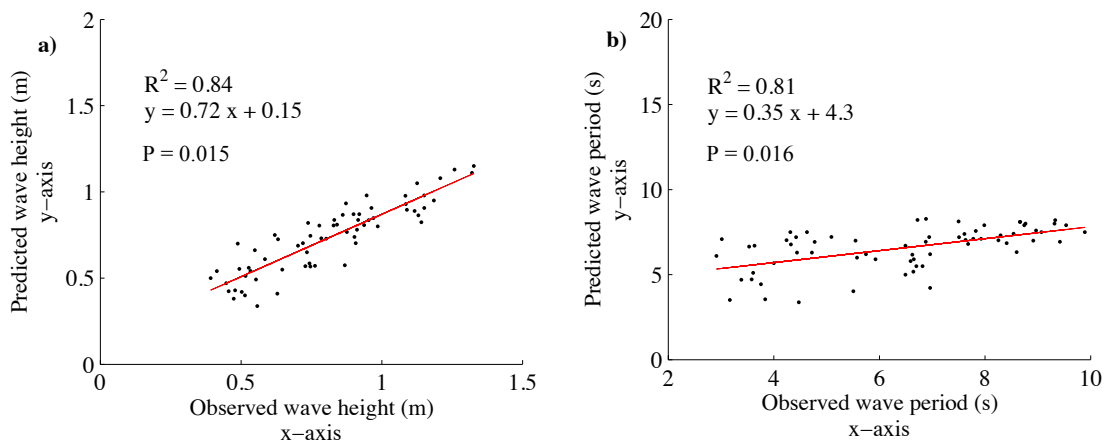 a)
2
1.5
1
0.5
0
Predicted wave height (m)
y−axis
R² = 0.84
y = 0.72 x + 0.15
P = 0.015
0
0.5
1
1.5
Observed wave height (m)
x−axis
b)
20
15
10
5
0
Predicted wave period (s)
y−axis
R² = 0.81
y = 0.35 x + 4.3
P = 0.016
2
4
6
8
10
Observed wave period (s)
x−axis